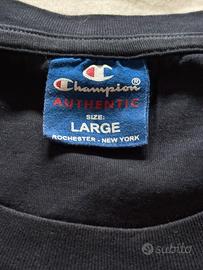 Champion®
AUTHENTIC
SIZE:
LARGE
ROCHESTER - NEW YORK
subito